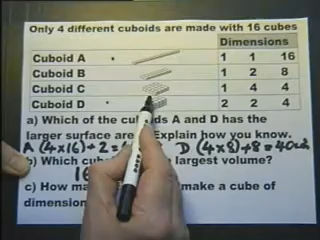 Only 4 different cuboids are made with 16 cubes
Dimensions
Cuboid A 1 1 16
Cuboid B 1 2 8
Cuboid C 1 4 4
Cuboid D 2 2 4
a) Which of the cuboids A and D has the
larger surface are Explain how you know.
A (4×16)+2= D (4×8)+8=40cm
b) Which cub largest volume?
16
c) How ma make a cube of
dimension